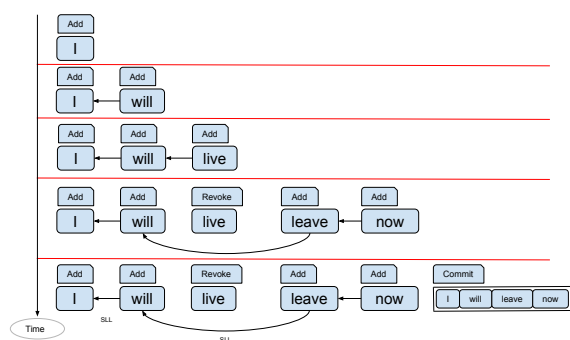 Add
I
Add Add
I will
Add Add Add
I will live
Add Add Revoke Add Add
I will live leave now
Add Add Revoke Add Add Commit
I will live leave now I will leave now
SLL
Time